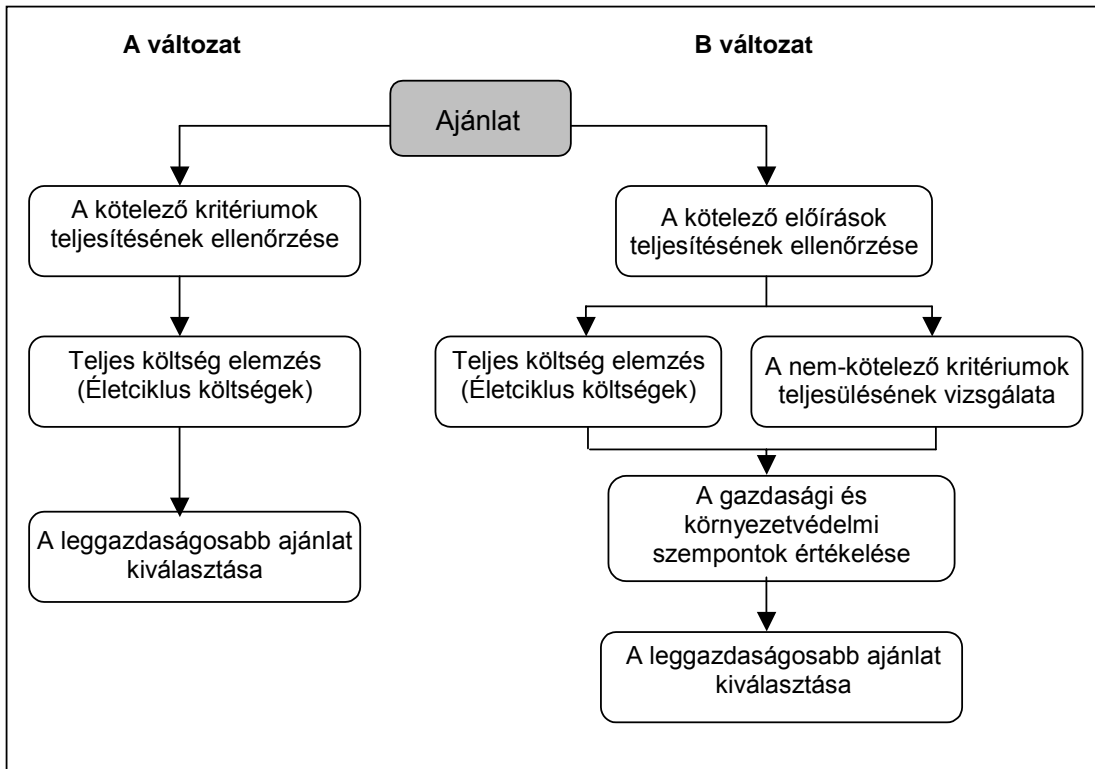 A változat
B változat
Ajánlat
A kötelező kritériumok
teljesítésének ellenőrzése
A kötelező előírások
teljesítésének ellenőrzése
Teljes költség elemzés
(Életciklus költségek)
Teljes költség elemzés
(Életciklus költségek)
A nem-kötelező kritériumok
teljesülésének vizsgálata
A leggazdaságosabb ajánlat
kiválasztása
A gazdasági és
környezetvédelmi
szempontok értékelése
A leggazdaságosabb ajánlat
kiválasztása